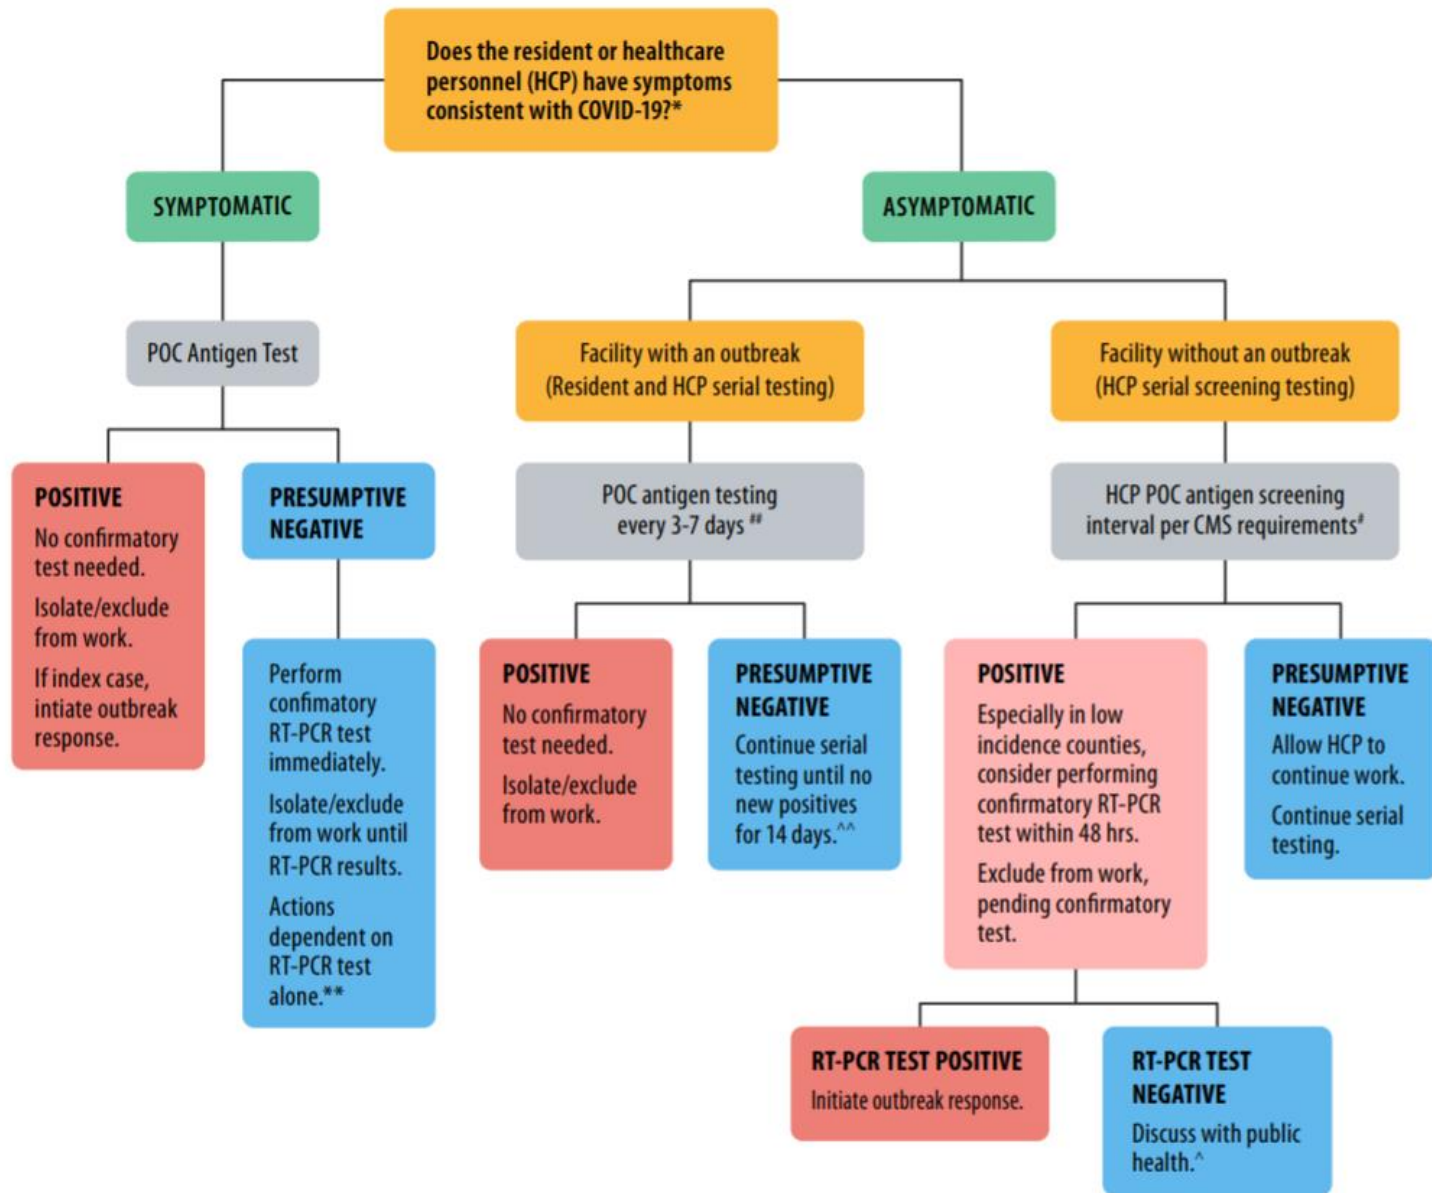 Does the resident or healthcare
personnel (HCP) have symptoms
consistent with COVID-19?*
SYMPTOMATIC
ASYMPTOMATIC
POC Antigen Test
Facility with an outbreak
(Resident and HCP serial testing)
Facility without an outbreak
(HCP serial screening testing)
POSITIVE
No confirmatory
test needed.
Isolate/exclude
from work.
If index case,
intiate outbreak
response.
PRESUMPTIVE
NEGATIVE
Perform
confimatory
RT-PCR test
immediately.
Isolate/exclude
from work until
RT-PCR results.
Actions
dependent on
RT-PCR test
alone.**
POC antigen testing
every 3-7 days ##
HCP POC antigen screening
interval per CMS requirements#
POSITIVE
No confirmatory
test needed.
Isolate/exclude
from work.
PRESUMPTIVE
NEGATIVE
Continue serial
testing until no
new positives
for 14 days.^^
POSITIVE
Especially in low
incidence counties,
consider performing
confirmatory RT-PCR
test within 48 hrs.
Exclude from work,
pending confirmatory
test.
PRESUMPTIVE
NEGATIVE
Allow HCP to
continue work.
Continue serial
testing.
RT-PCR TEST POSITIVE
Initiate outbreak response.
RT-PCR TEST
NEGATIVE
Discuss with public
health.^